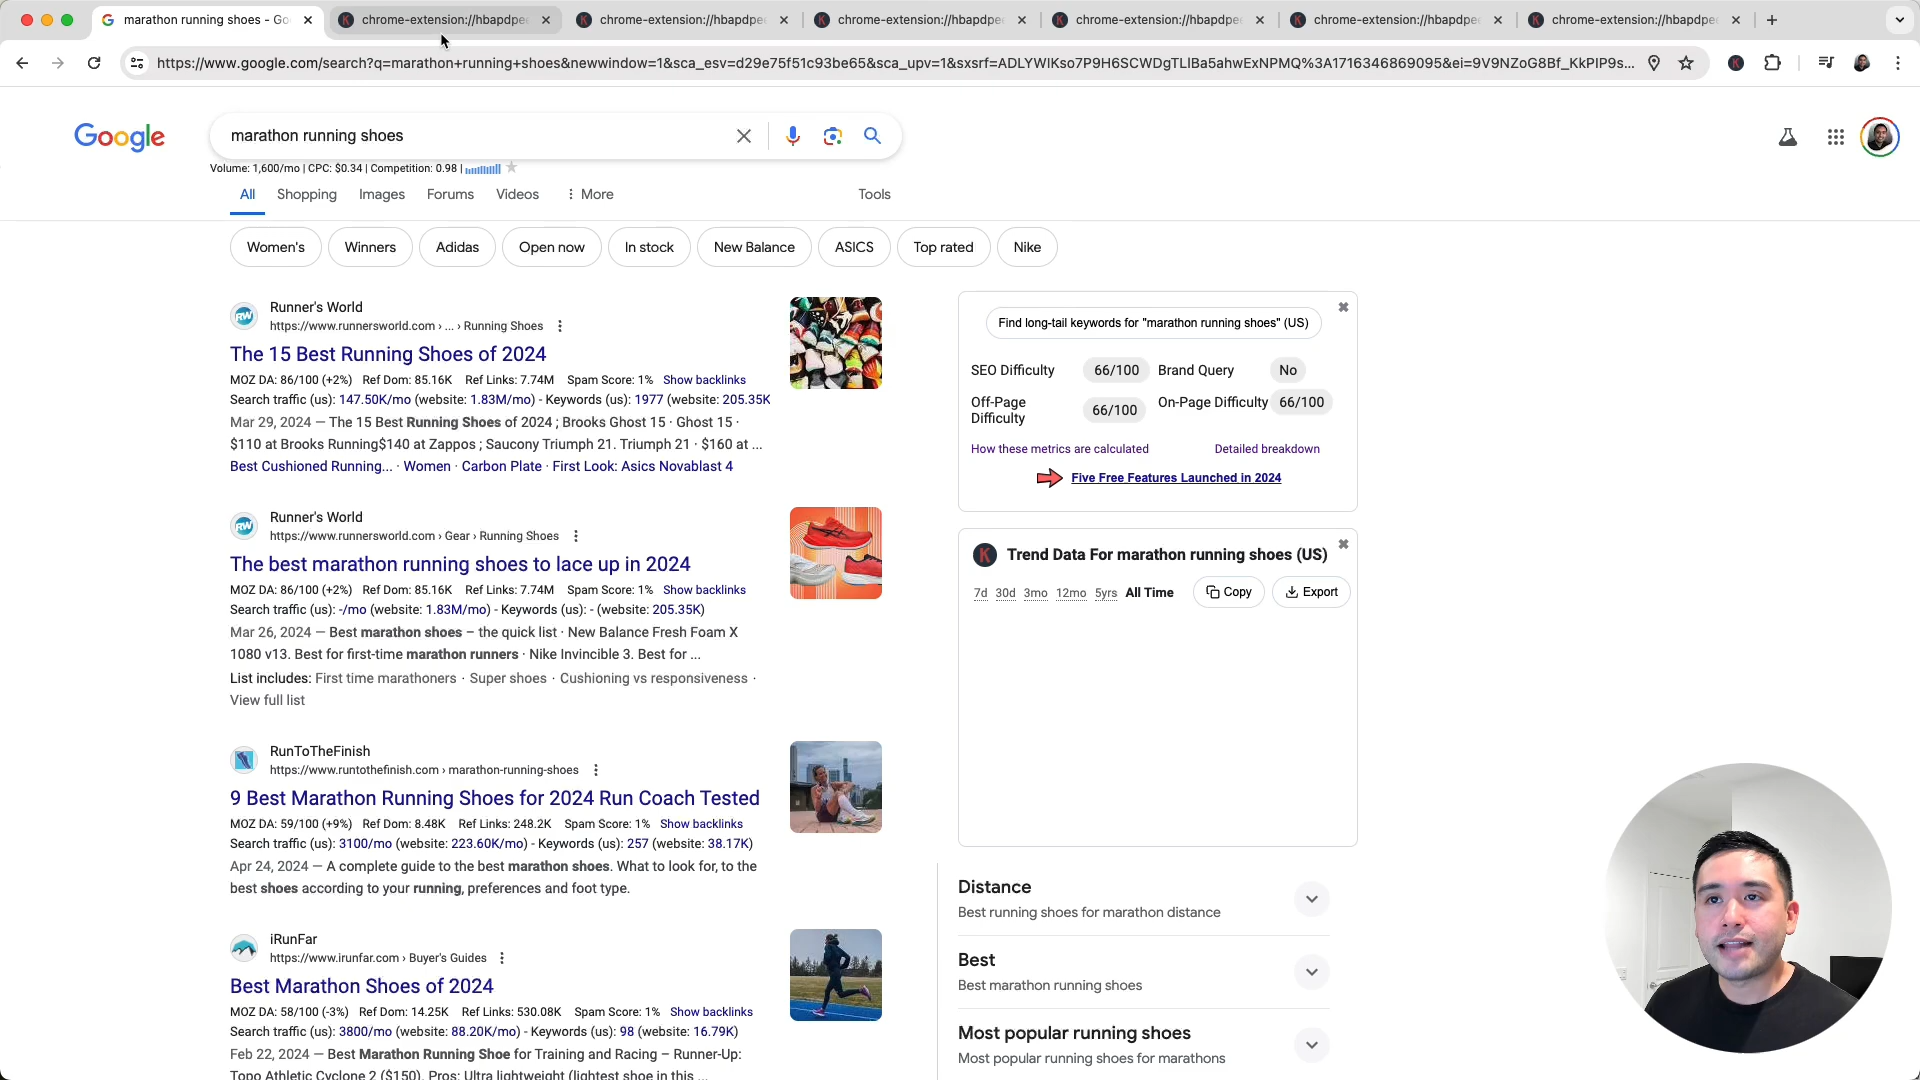 marathon running shoes - Go
chrome-extension://hbapdpee
chrome-extension://hbapdpee
chrome-extension://hbapdpee
chrome-extension://hbapdpee
chrome-extension://hbapdpee
chrome-extension://hbapdpee
https://www.google.com/search?q=marathon+running+shoes&newwindow=1&sca_esv=d29e75f51c93be65&sca_upv=1&sxsrf=ADLYWIKso7P9H6SCWDgTLIBa5ahwExNPMQ%3A1716346869095&ei=9V9NZoG8Bf_KkPIP9s...
Google
marathon running shoes
Volume: 1,600/mo | CPC: $0.34 | Competition: 0.98 |
All Shopping Images Forums Videos More Tools
Women's Winners Adidas Open now In stock New Balance ASICS Top rated Nike
RW
Runner's World
https://www.runnersworld.com › ... › Running Shoes
The 15 Best Running Shoes of 2024
MOZ DA: 86/100 (+2%) Ref Dom: 85.16K Ref Links: 7.74M Spam Score: 1% Show backlinks
Search traffic (us): 147.50K/mo (website: 1.83M/mo) - Keywords (us): 1977 (website: 205.35K
Mar 29, 2024 — The 15 Best Running Shoes of 2024 ; Brooks Ghost 15 · Ghost 15 ·
$110 at Brooks Running$140 at Zappos ; Saucony Triumph 21. Triumph 21 · $160 at ...
Best Cushioned Running... · Women · Carbon Plate · First Look: Asics Novablast 4
RW
Runner's World
https://www.runnersworld.com › Gear › Running Shoes
The best marathon running shoes to lace up in 2024
MOZ DA: 86/100 (+2%) Ref Dom: 85.16K Ref Links: 7.74M Spam Score: 1% Show backlinks
Search traffic (us): -/mo (website: 1.83M/mo) - Keywords (us): - (website: 205.35K)
Mar 26, 2024 — Best marathon shoes – the quick list · New Balance Fresh Foam X
1080 v13. Best for first-time marathon runners · Nike Invincible 3. Best for ...
List includes: First time marathoners · Super shoes · Cushioning vs responsiveness ·
View full list
RunToTheFinish
https://www.runtothefinish.com › marathon-running-shoes
9 Best Marathon Running Shoes for 2024 Run Coach Tested
MOZ DA: 59/100 (+9%) Ref Dom: 8.48K Ref Links: 248.2K Spam Score: 1% Show backlinks
Search traffic (us): 3100/mo (website: 223.60K/mo) - Keywords (us): 257 (website: 38.17K)
Apr 24, 2024 — A complete guide to the best marathon shoes. What to look for, to the
best shoes according to your running, preferences and foot type.
iRunFar
https://www.irunfar.com › Buyer's Guides
Best Marathon Shoes of 2024
MOZ DA: 58/100 (-3%) Ref Dom: 14.25K Ref Links: 530.08K Spam Score: 1% Show backlinks
Search traffic (us): 3800/mo (website: 88.20K/mo) - Keywords (us): 98 (website: 16.79K)
Feb 22, 2024 — Best Marathon Running Shoe for Training and Racing – Runner-Up:
Topo Athletic Cyclone 2 ($150). Pros: Ultra lightweight (lightest shoe in this ...
Find long-tail keywords for "marathon running shoes" (US)
SEO Difficulty 66/100 Brand Query No
Off-Page Difficulty 66/100 On-Page Difficulty 66/100
How these metrics are calculated Detailed breakdown
Five Free Features Launched in 2024
K Trend Data For marathon running shoes (US)
7d 30d 3mo 12mo 5yrs All Time Copy Export
Distance
Best running shoes for marathon distance
Best
Best marathon running shoes
Most popular running shoes
Most popular running shoes for marathons